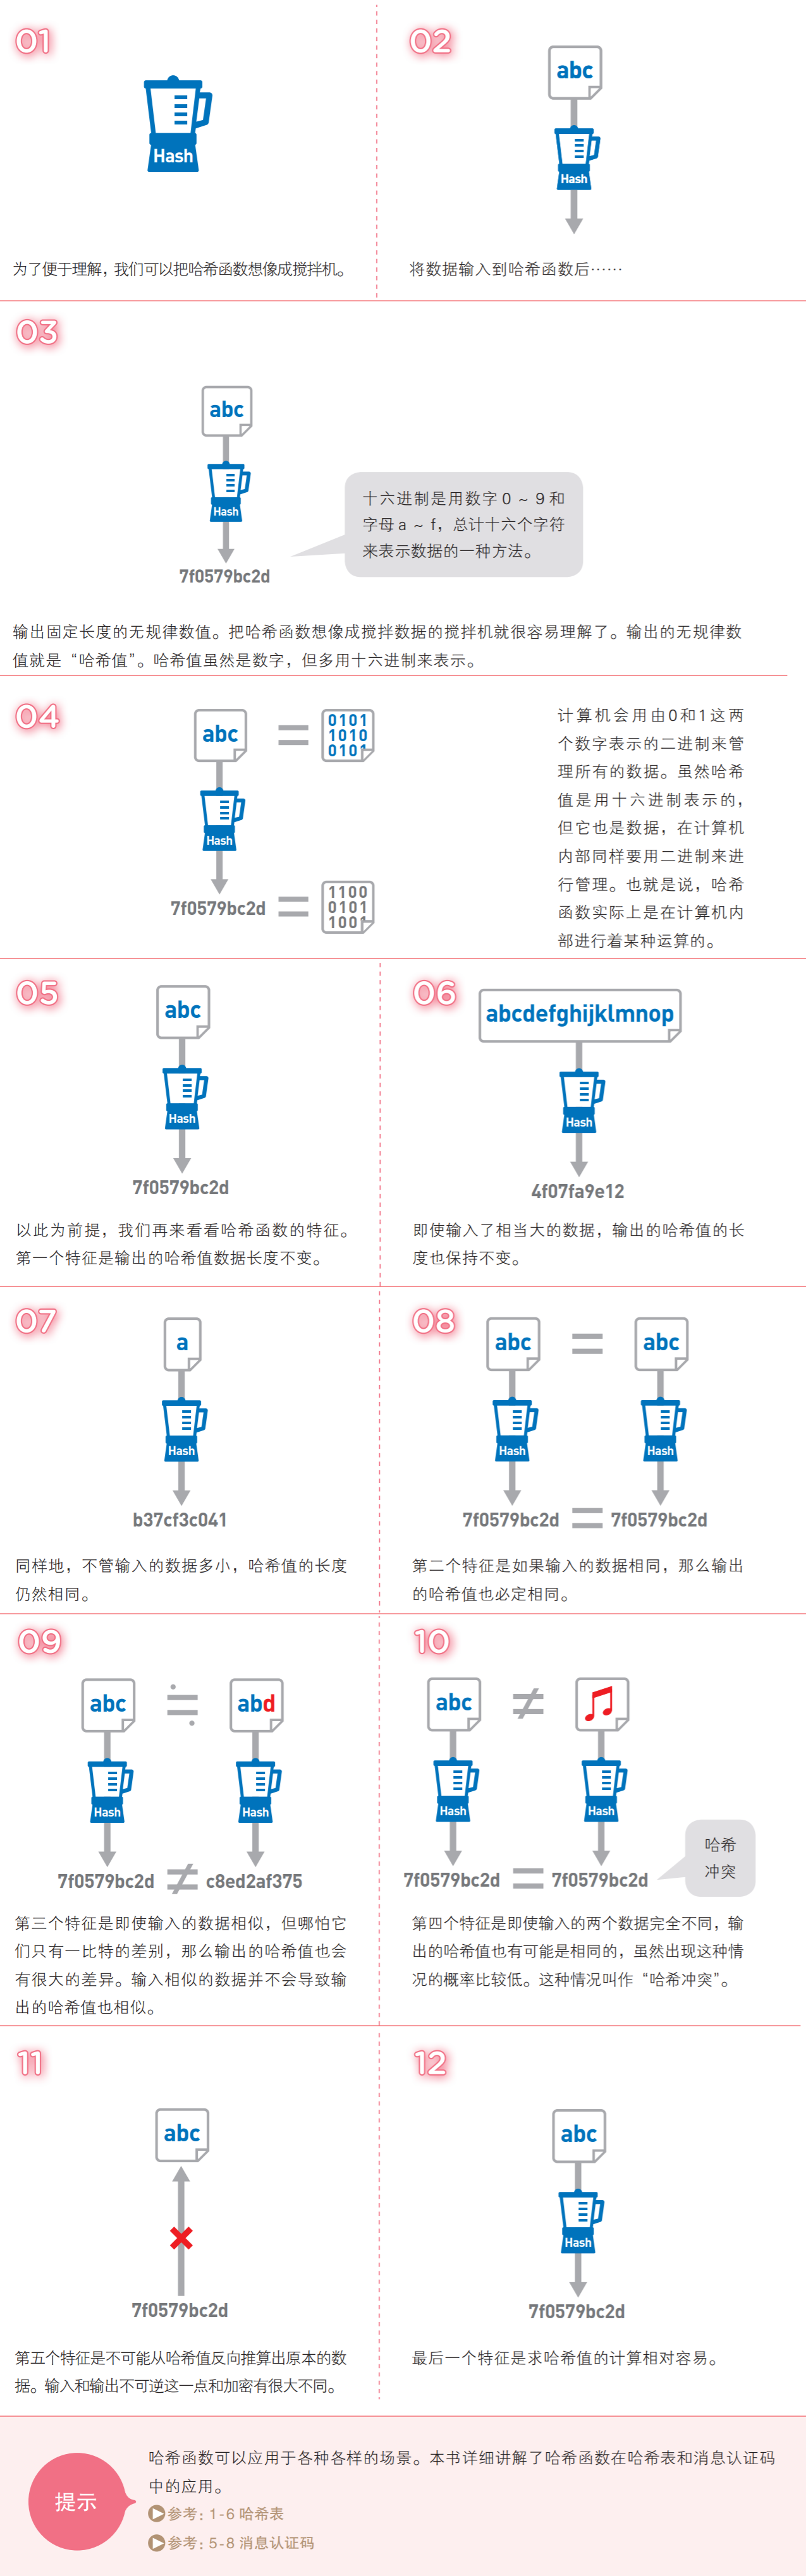 01
Hash
为了便于理解，我们可以把哈希函数想像成搅拌机。
02
abc
Hash
将数据输入到哈希函数后……
03
abc
Hash
7f0579bc2d
十六进制是用数字 0 ~ 9 和
字母 a ~ f，总计十六个字符
来表示数据的一种方法。
输出固定长度的无规律数值。把哈希函数想像成搅拌数据的搅拌机就很容易理解了。输出的无规律数
值就是“哈希值”。哈希值虽然是数字，但多用十六进制来表示。
04
abc
0101
1010
0101
Hash
7f0579bc2d
1100
0101
1001
计算机会用由0和1这两
个数字表示的二进制来管
理所有的数据。虽然哈希
值是用十六进制表示的，
但它也是数据，在计算机
内部同样要用二进制来进
行管理。也就是说，哈希
函数实际上是在计算机内
部进行着某种运算的。
05
abc
Hash
7f0579bc2d
以此为前提，我们再来看看哈希函数的特征。
第一个特征是输出的哈希值数据长度不变。
06
abcdefghijklmnop
Hash
4f07fa9e12
即使输入了相当大的数据，输出的哈希值的长
度也保持不变。
07
a
Hash
b37cf3c041
同样地，不管输入的数据多小，哈希值的长度
仍然相同。
08
abc = abc
Hash Hash
7f0579bc2d = 7f0579bc2d
第二个特征是如果输入的数据相同，那么输出
的哈希值也必定相同。
09
abc ≒ abd
Hash Hash
7f0579bc2d ≠ c8ed2af375
第三个特征是即使输入的数据相似，但哪怕它
们只有一比特的差别，那么输出的哈希值也会
有很大的差异。输入相似的数据并不会导致输
出的哈希值也相似。
10
abc ≠
Hash Hash
7f0579bc2d = 7f0579bc2d
哈希
冲突
第四个特征是即使输入的两个数据完全不同，输
出的哈希值也有可能是相同的，虽然出现这种情
况的概率比较低。这种情况叫作“哈希冲突”。
11
abc
7f0579bc2d
第五个特征是不可能从哈希值反向推算出原本的数
据。输入和输出不可逆这一点和加密有很大不同。
12
abc
Hash
7f0579bc2d
最后一个特征是求哈希值的计算相对容易。
提示
哈希函数可以应用于各种各样的场景。本书详细讲解了哈希函数在哈希表和消息认证码
中的应用。
参考：1-6 哈希表
参考：5-8 消息认证码